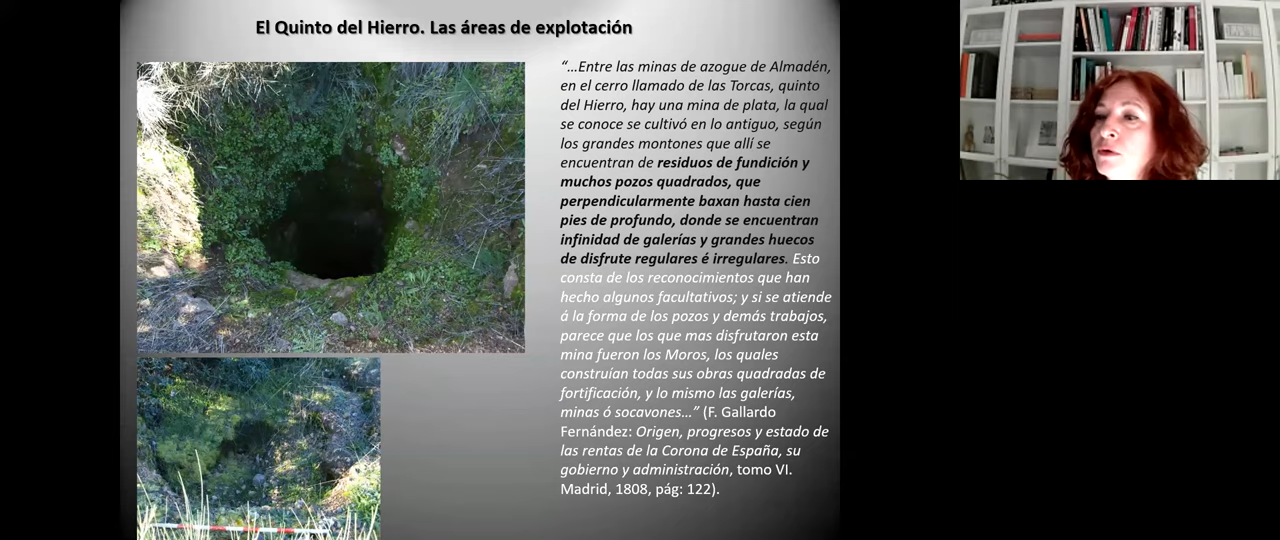 El Quinto del Hierro. Las áreas de explotación
“…Entre las minas de azogue de Almadén,
en el cerro llamado de las Torcas, quinto
del Hierro, hay una mina de plata, la qual
se conoce se cultivó en lo antiguo, según
los grandes montones que allí se
encuentran de residuos de fundición y
muchos pozos quadrados, que
perpendicularmente baxan hasta cien
pies de profundo, donde se encuentran
infinidad de galerías y grandes huecos
de disfrute regulares é irregulares. Esto
consta de los reconocimientos que han
hecho algunos facultativos; y si se atiende
á la forma de los pozos y demás trabajos,
parece que los que mas disfrutaron esta
mina fueron los Moros, los quales
construían todas sus obras quadradas de
fortificación, y lo mismo las galerías,
minas ó socavones…” (F. Gallardo
Fernández: Origen, progresos y estado de
las rentas de la Corona de España, su
gobierno y administración, tomo VI.
Madrid, 1808, pág: 122).